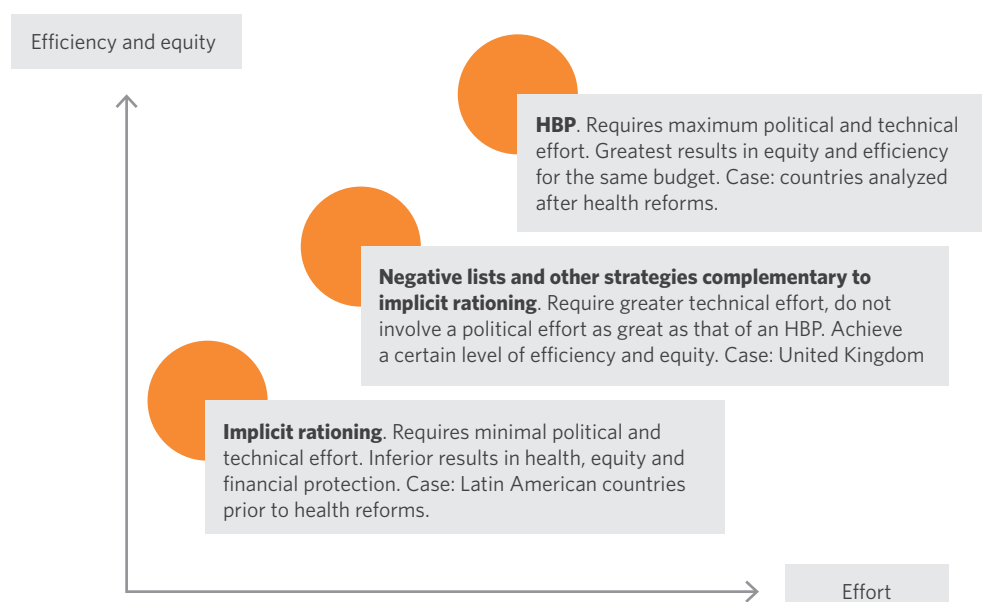 Efficiency and equity
HBP. Requires maximum political and technical
effort. Greatest results in equity and efficiency
for the same budget. Case: countries analyzed
after health reforms.
Negative lists and other strategies complementary to
implicit rationing. Require greater technical effort, do not
involve a political effort as great as that of an HBP. Achieve
a certain level of efficiency and equity. Case: United Kingdom
Implicit rationing. Requires minimal political and
technical effort. Inferior results in health, equity and
financial protection. Case: Latin American countries
prior to health reforms.
Effort